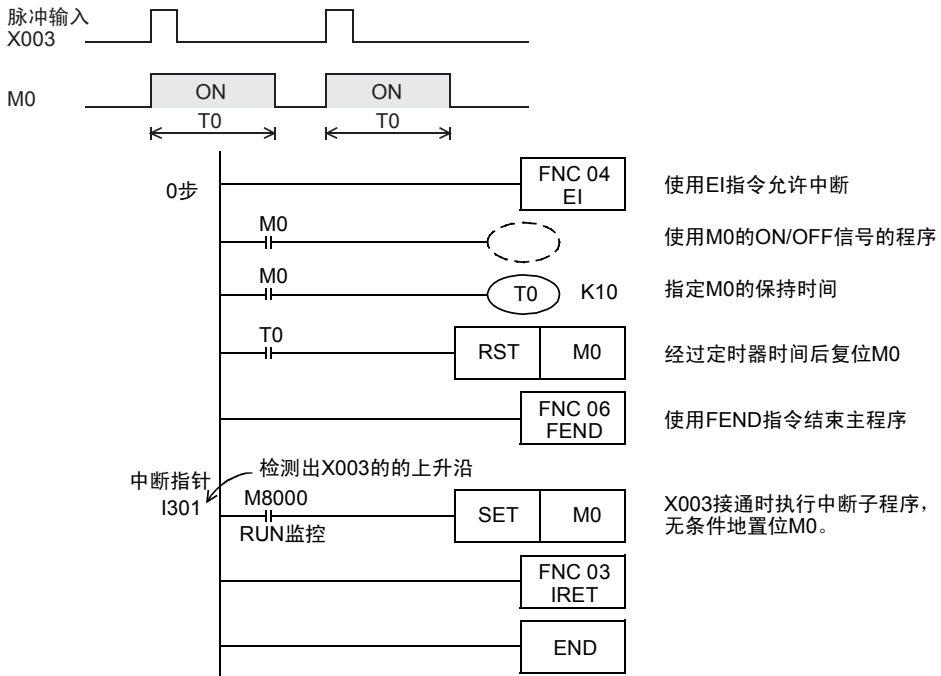 脉冲输入
X003
M0
ON
ON
T0
T0
0步
FNC 04
EI
使用EI指令允许中断
M0
使用M0的ON/OFF信号的程序
M0
T0
K10
指定M0的保持时间
T0
RST
M0
经过定时器时间后复位M0
FNC 06
FEND
使用FEND指令结束主程序
中断指针
I301
检测出X003的的上升沿
M8000
RUN监控
SET
M0
X003接通时执行中断子程序，
无条件地置位M0。
FNC 03
IRET
END